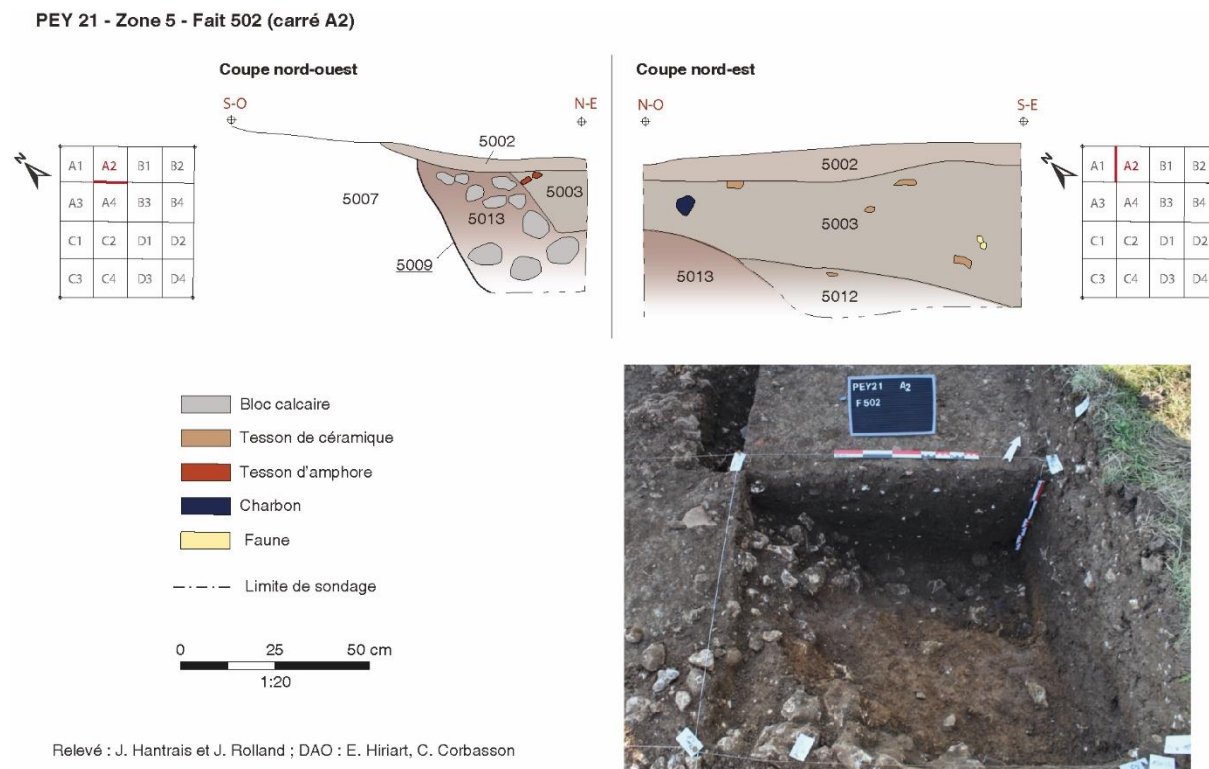 PEY 21 - Zone 5 - Fait 502 (carré A2)
Coupe nord-ouest
S-O N-E
N
A1 A2 B1 B2
A3 A4 B3 B4
C1 C2 D1 D2
C3 C4 D3 D4
5002
5003
5007
5013
5009
Coupe nord-est
N-O S-E
5002
5003
5013
5012
N
A1 A2 B1 B2
A3 A4 B3 B4
C1 C2 D1 D2
C3 C4 D3 D4
Bloc calcaire
Tesson de céramique
Tesson d'amphore
Charbon
Faune
Limite de sondage
0 25 50 cm
1:20
PEY21 A2
F502
Relevé : J. Hantrais et J. Rolland ; DAO : E. Hiriart, C. Corbasson